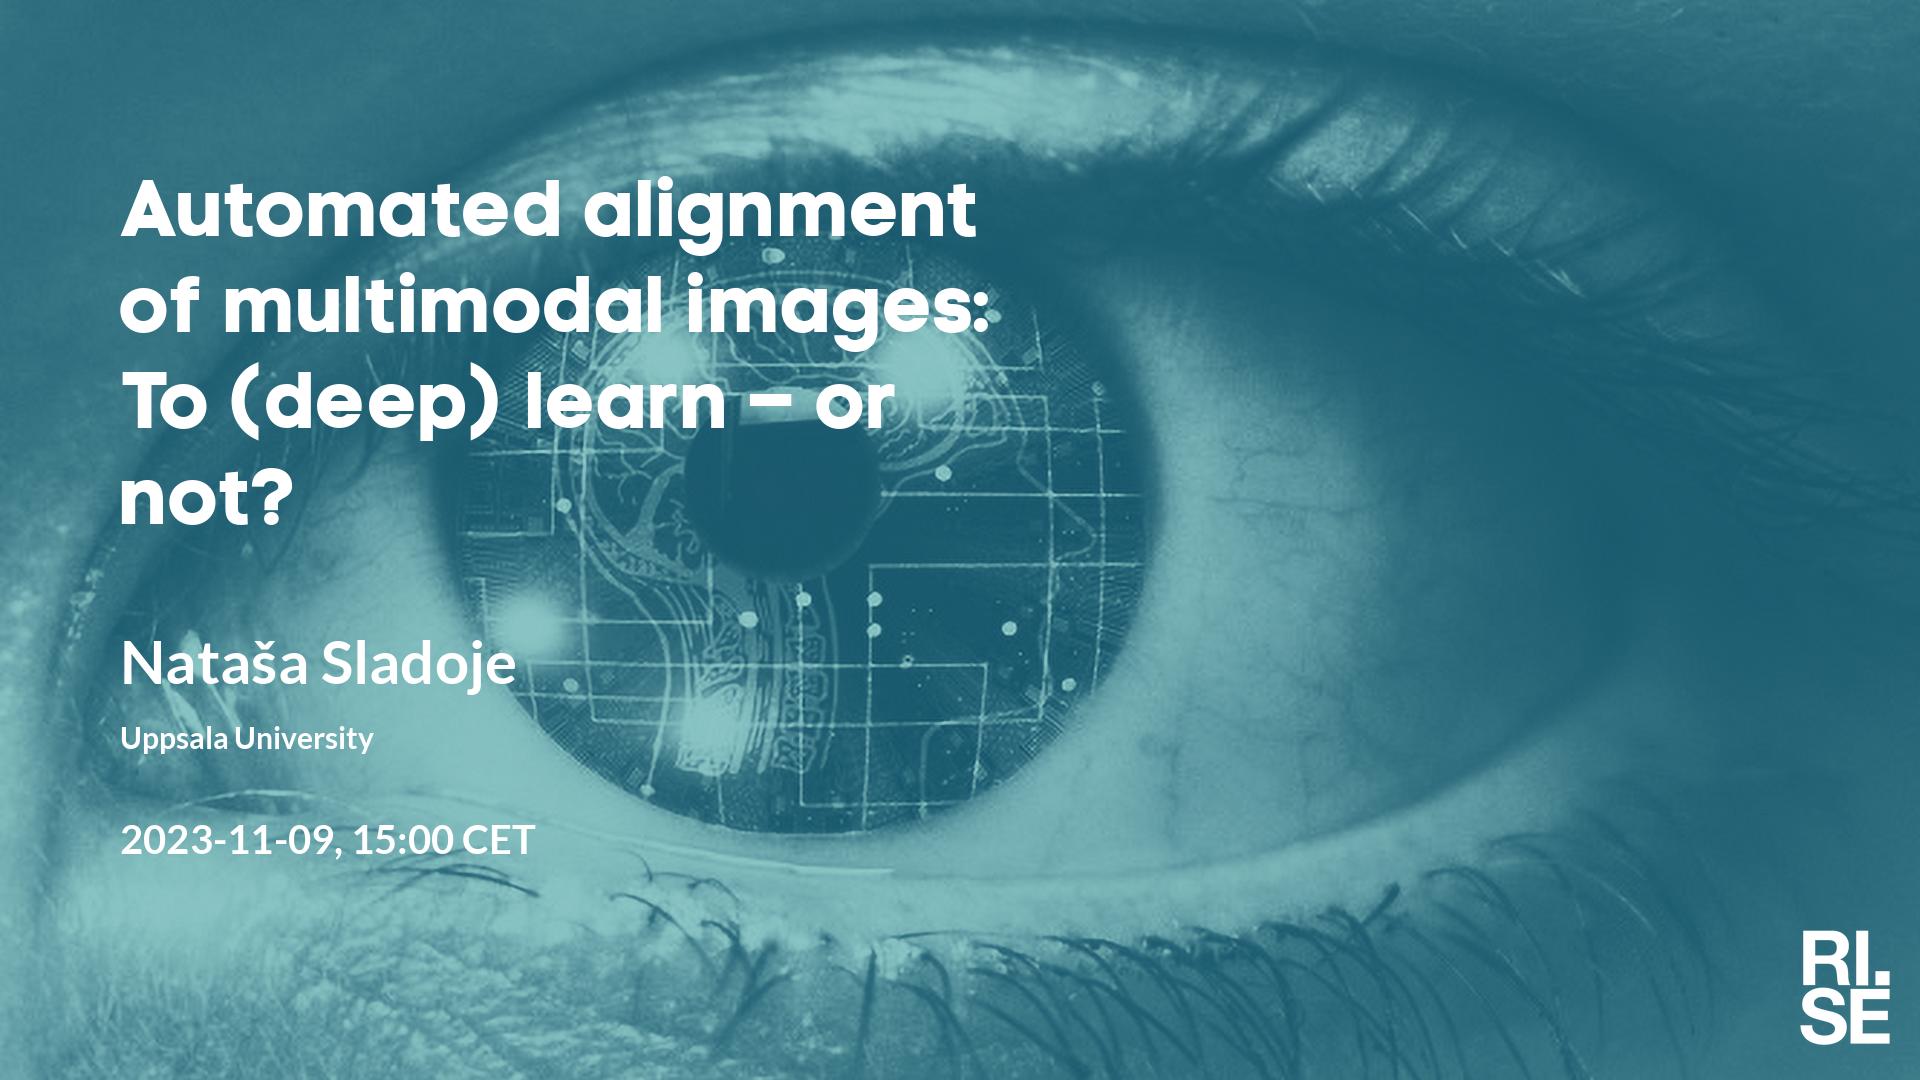 Automated alignment
of multimodal images:
To (deep) learn – or
not?
Nataša Sladoje
Uppsala University
2023-11-09, 15:00 CET
RI.
SE